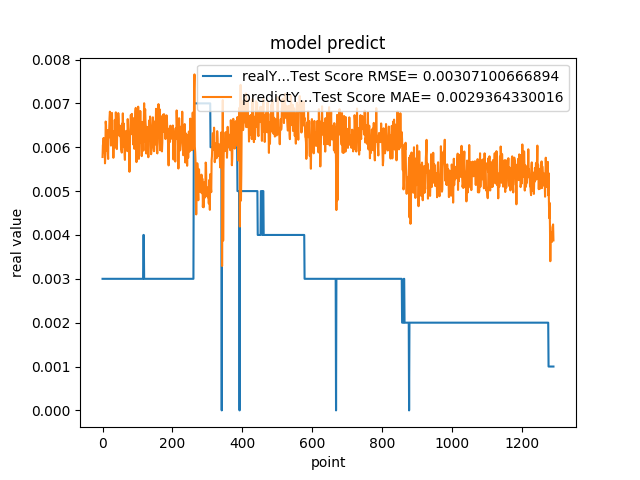 model predict
realY...Test Score RMSE= 0.00307100666894
predictY...Test Score MAE= 0.0029364330016
0.008
0.007
0.006
0.005
0.004
0.003
0.002
0.001
0.000
real value
0 200 400 600 800 1000 1200
point